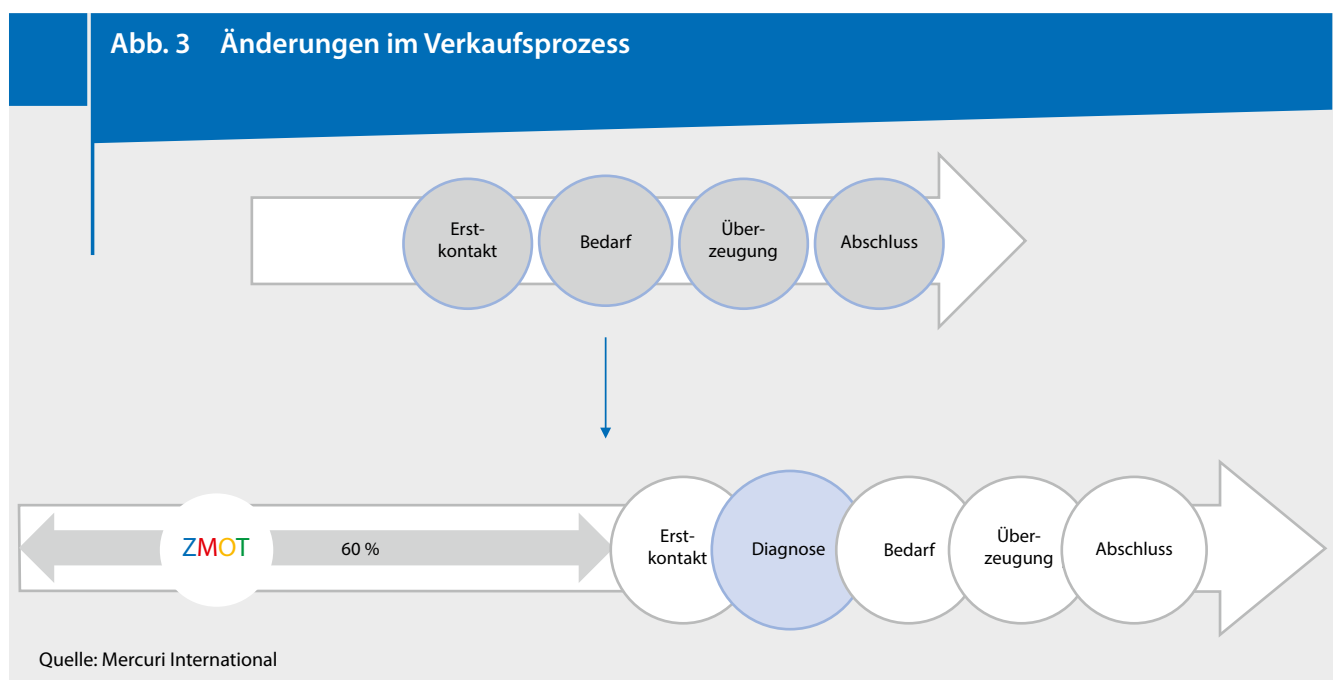 Abb. 3 Änderungen im Verkaufsprozess
Erst-
kontakt
Bedarf
Über-
zeugung
Abschluss
ZMOT
60 %
Erst-
kontakt
Diagnose
Bedarf
Über-
zeugung
Abschluss
Quelle: Mercuri International